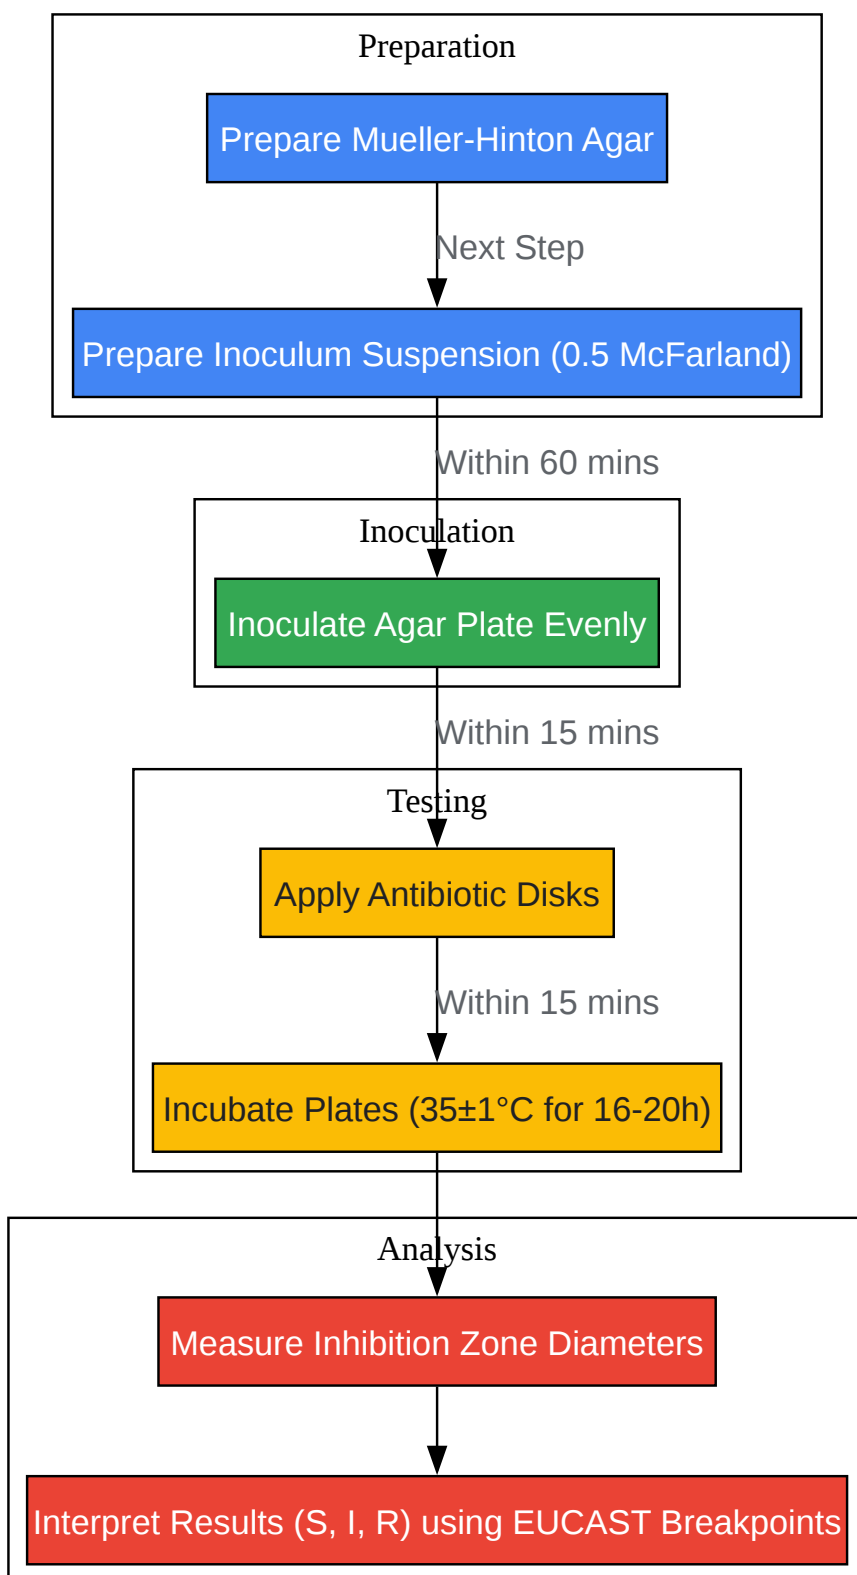 Preparation
Prepare Mueller-Hinton Agar
Next Step
Prepare Inoculum Suspension (0.5 McFarland)
Within 60 mins
Inoculation
Inoculate Agar Plate Evenly
Within 15 mins
Testing
Apply Antibiotic Disks
Within 15 mins
Incubate Plates (35±1°C for 16-20h)
Analysis
Measure Inhibition Zone Diameters
Interpret Results (S, I, R) using EUCAST Breakpoints